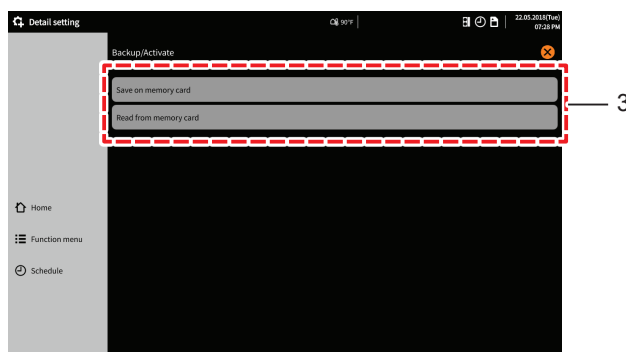 Detail setting
90°F
22.05.2018(Tue)
07:28 PM
Backup/Activate
Save on memory card
Read from memory card
3
Home
Function menu
Schedule